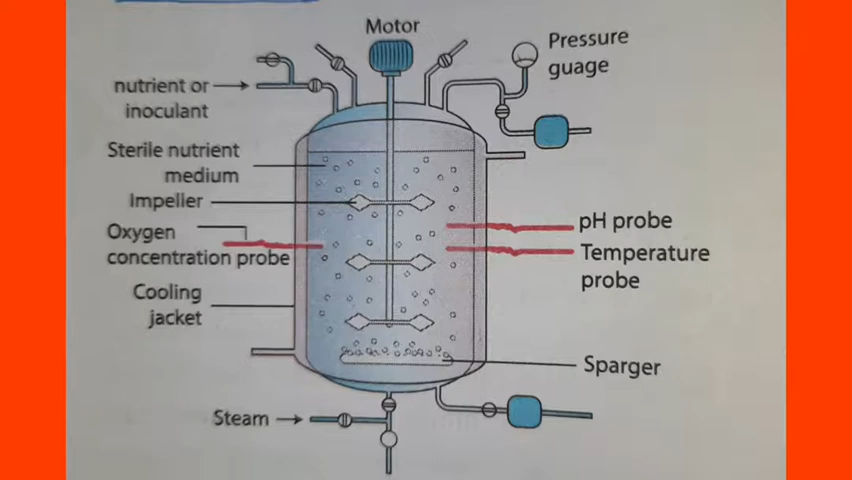 Motor
Pressure
guage
nutrient or
inoculant
Sterile nutrient
medium
Impeller
Oxygen
concentration probe
pH probe
Temperature
probe
Cooling
jacket
Sparger
Steam